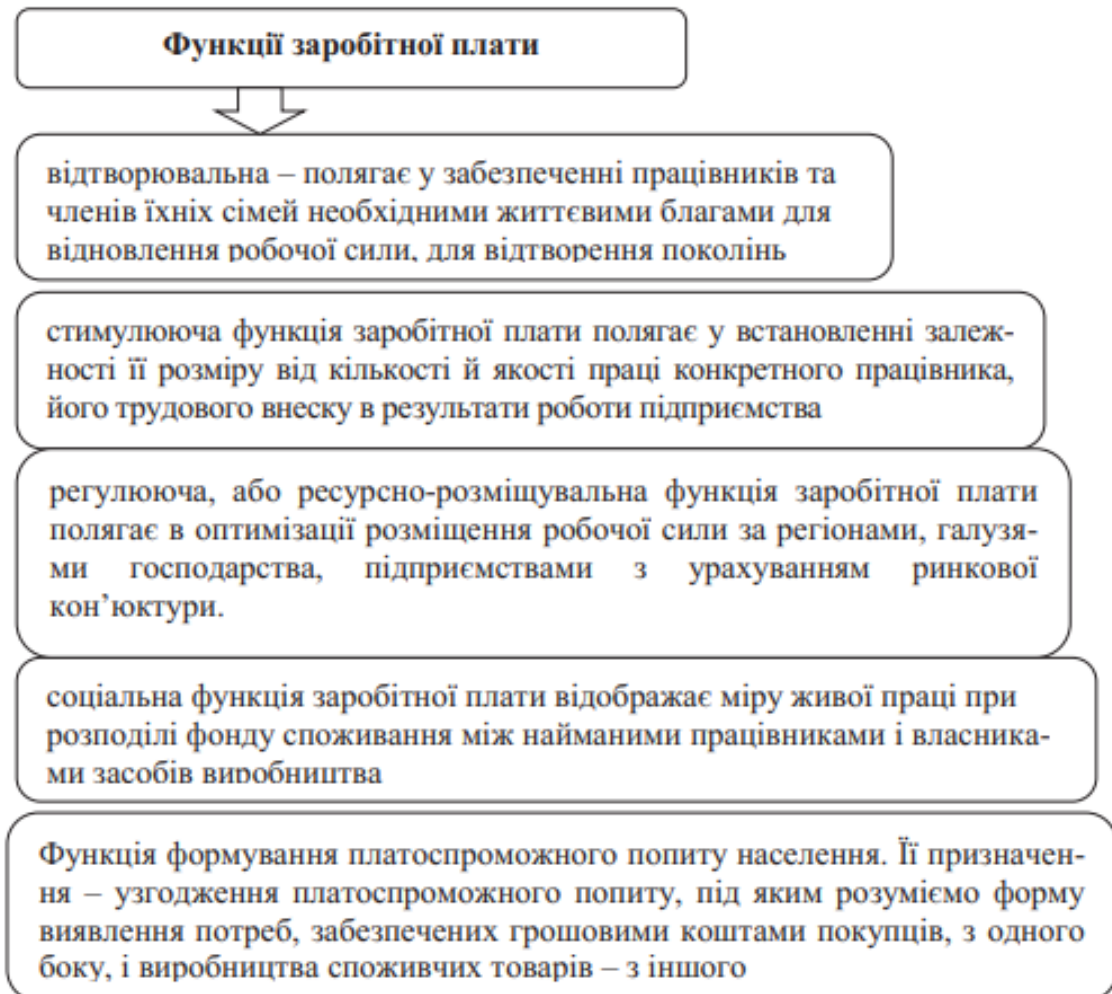 Функції заробітної плати
відтворювальна – полягає у забезпеченні працівників та
членів їхніх сімей необхідними життєвими благами для
відновлення робочої сили, для відтворення поколінь
стимулююча функція заробітної плати полягає у встановленні залеж-
ності її розміру від кількості й якості праці конкретного працівника,
його трудового внеску в результати роботи підприємства
регулююча, або ресурсно-розміщувальна функція заробітної плати
полягає в оптимізації розміщення робочої сили за регіонами, галузя-
ми господарства, підприємствами з урахуванням ринкової
кон’юктури.
соціальна функція заробітної плати відображає міру живої праці при
розподілі фонду споживання між найманими працівниками і власника-
ми засобів виробництва
Функція формування платоспроможного попиту населення. Її призначен-
ня – узгодження платоспроможного попиту, під яким розуміємо форму
виявлення потреб, забезпечених грошовими коштами покупців, з одного
боку, і виробництва споживчих товарів – з іншого